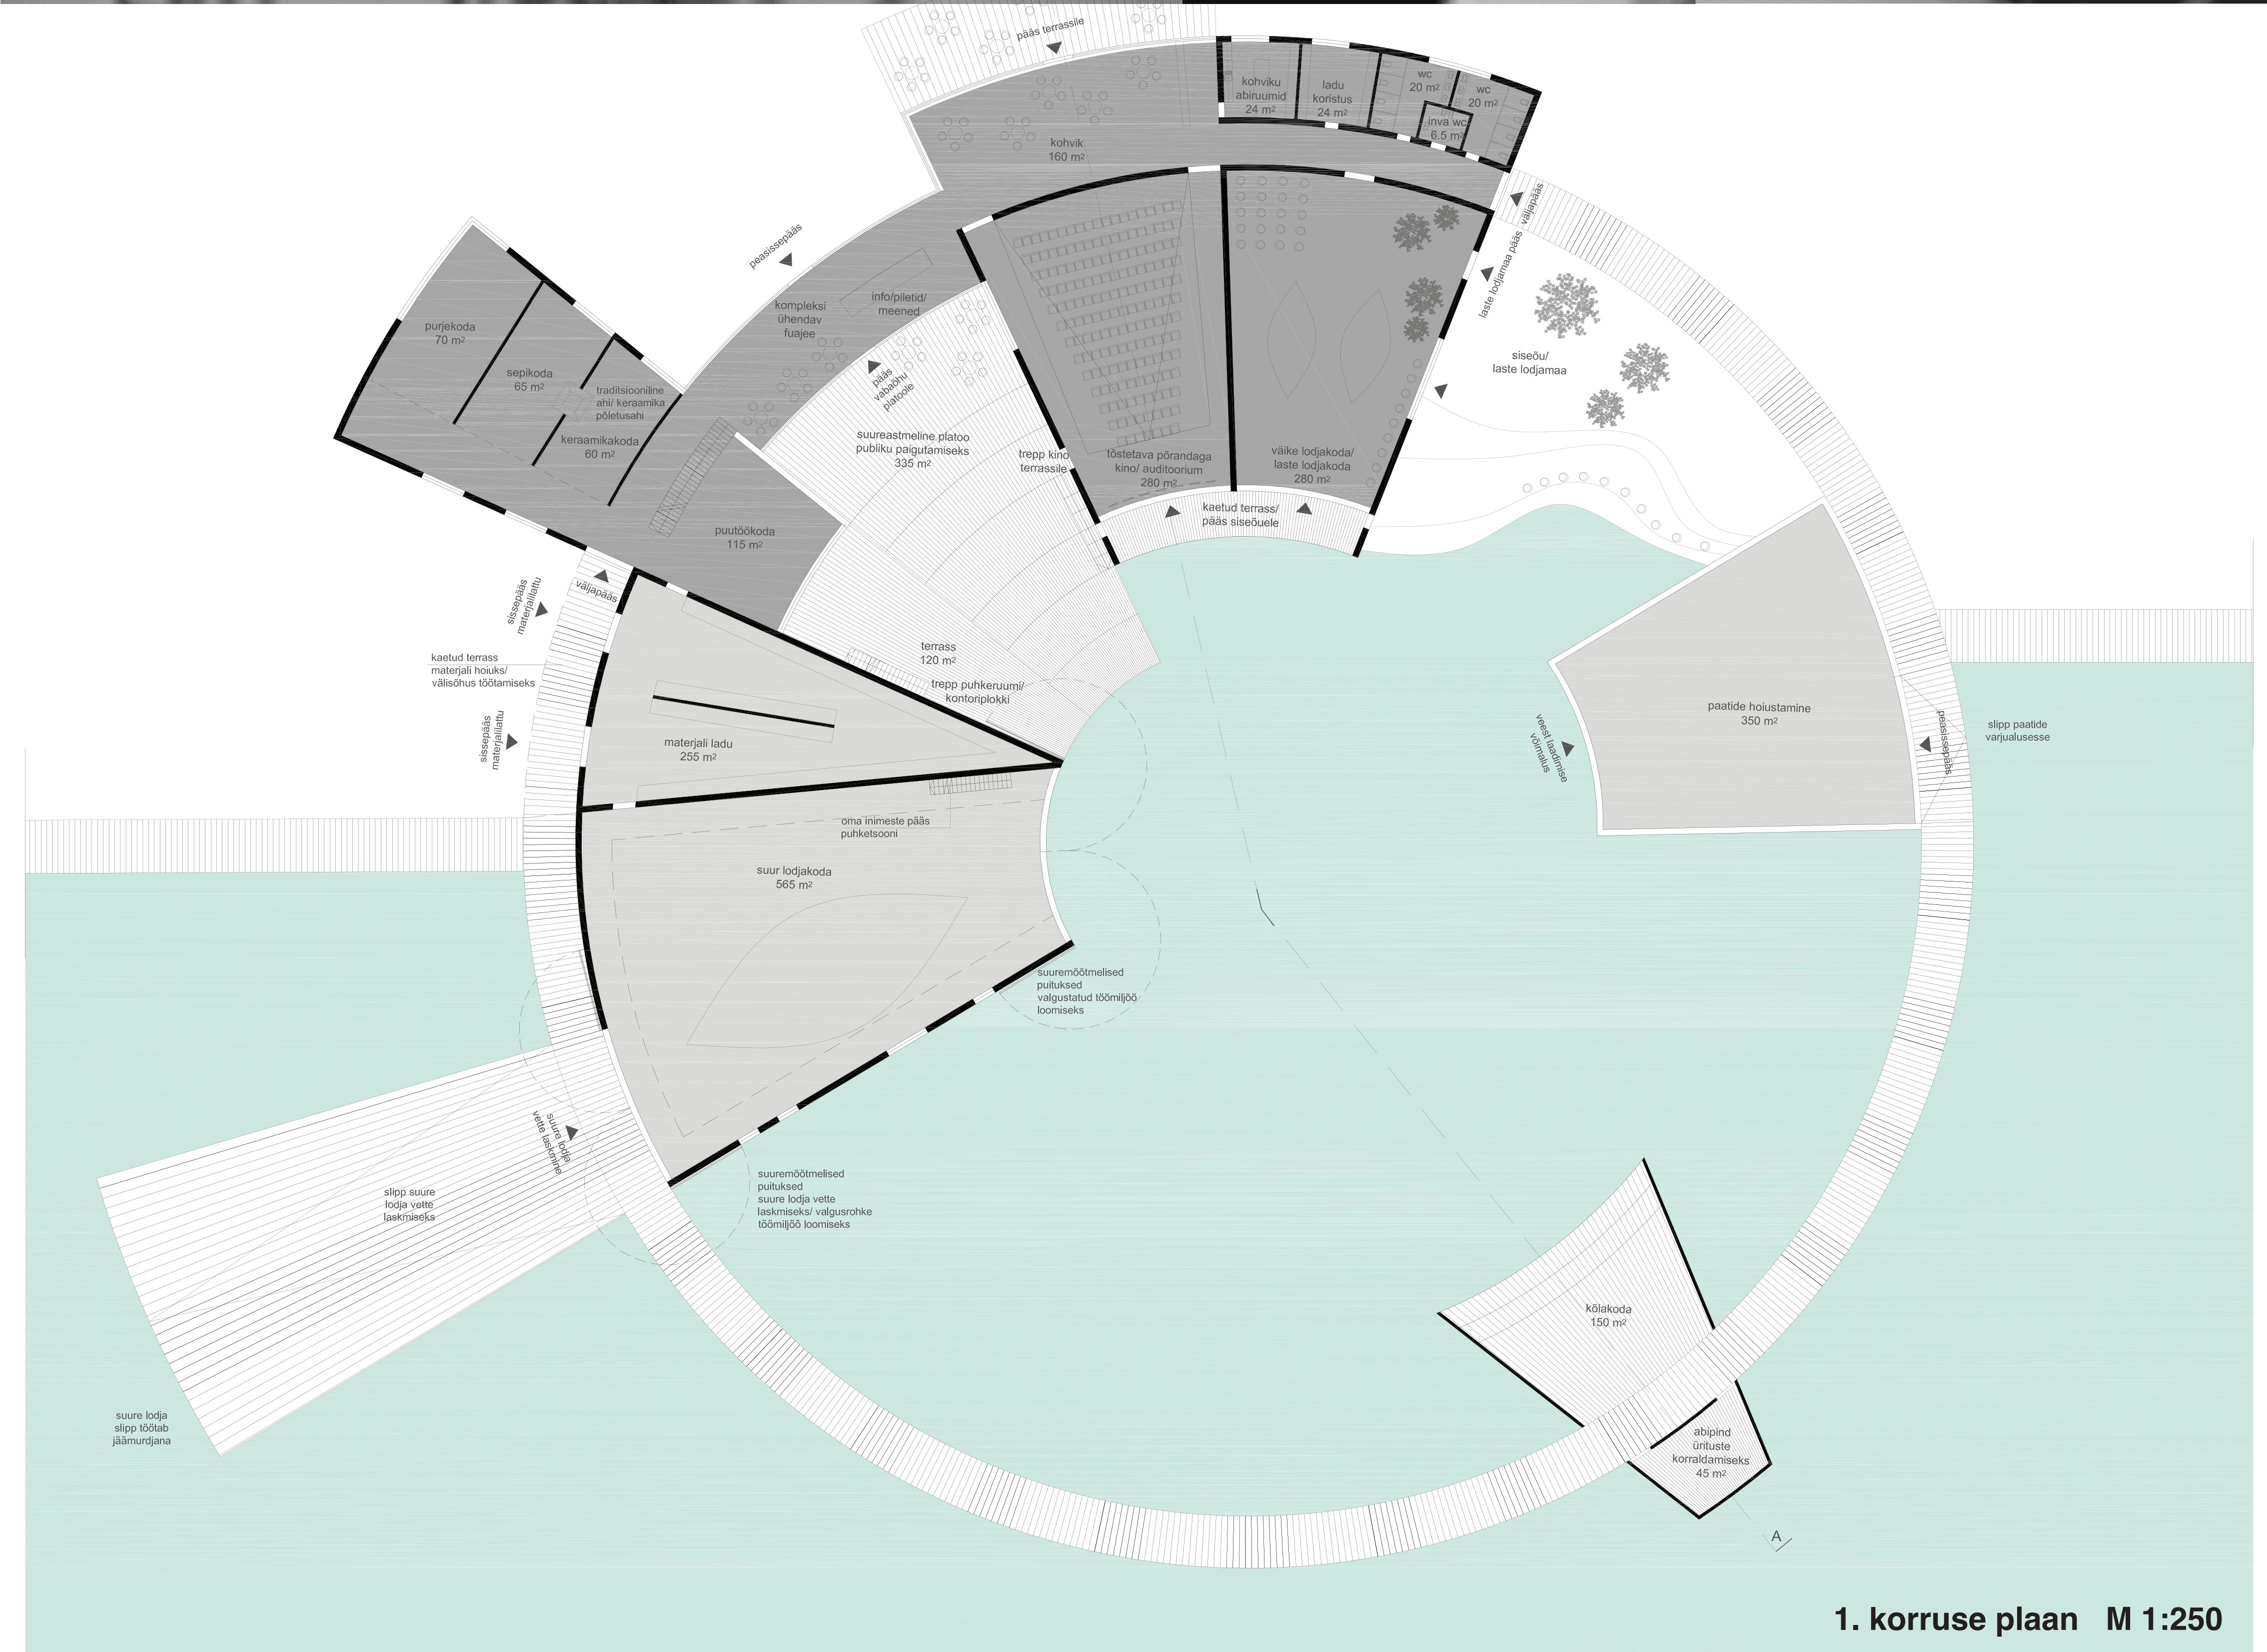 pääs terrassile
kohviku
abiruumid
24 m2
ladu
koristus
24 m2
wc
20 m2
wc
20 m2
inva wc
6.5 m2
kohvik
160 m2
väljapääs
laste lodjamaa pääs
peasissepääs
info/piletid/
meened
kompleksi
ühendav
fuajee
purjekoda
70 m2
sepikoda
65 m2
traditsiooniline
ahi/ keraamika
põletusahi
keraamikakoda
60 m2
pääs
vabaõhu
platoole
siseõu/
laste lodjamaa
suureastmeline platoo
publiku paigutamiseks
335 m2
trepp kino
terrassile
tõstetava põrandaga
kino/ auditoorium
280 m2
väike lodjakoda/
laste lodjakoda
280 m2
kaetud terrass/
pääs siseõuele
puutöökoda
115 m2
väljapääs
sissepääs
materjalilattu
kaetud terrass
materjali hoiuks/
välisõhus töötamiseks
sissepääs
materjalilattu
terrass
120 m2
trepp puhkeruumi/
kontoriplokki
materjali ladu
255 m2
paatide hoiustamine
350 m2
veest laadimise
võimalus
peasissepääs
slipp paatide
varjualusesse
oma inimeste pääs
puhketsooni
suur lodjakoda
565 m2
suuremõõtmelised
puituksed
valgustatud töömiljöö
loomiseks
suure lodja
vette laskmine
suuremõõtmelised
puituksed
suure lodja vette
laskmiseks/ valgusrohke
töömiljöö loomiseks
slipp suure
lodja vette
laskmiseks
suure lodja
slipp töötab
jäämurdjana
kõlakoda
150 m2
abipind
ürituste
korraldamiseks
45 m2
A
1. korruse plaan M 1:250